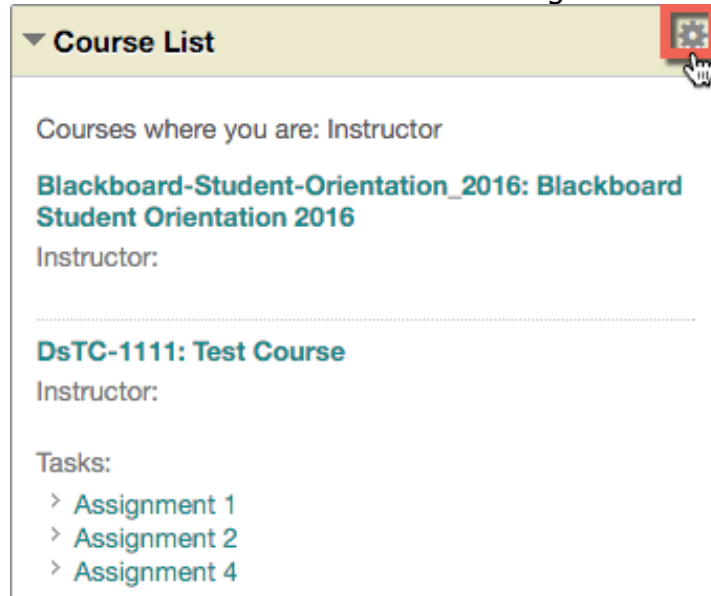 Course List
Courses where you are: Instructor
Blackboard-Student-Orientation_2016: Blackboard
Student Orientation 2016
Instructor:
DsTC-1111: Test Course
Instructor:
Tasks:
Assignment 1
Assignment 2
Assignment 4